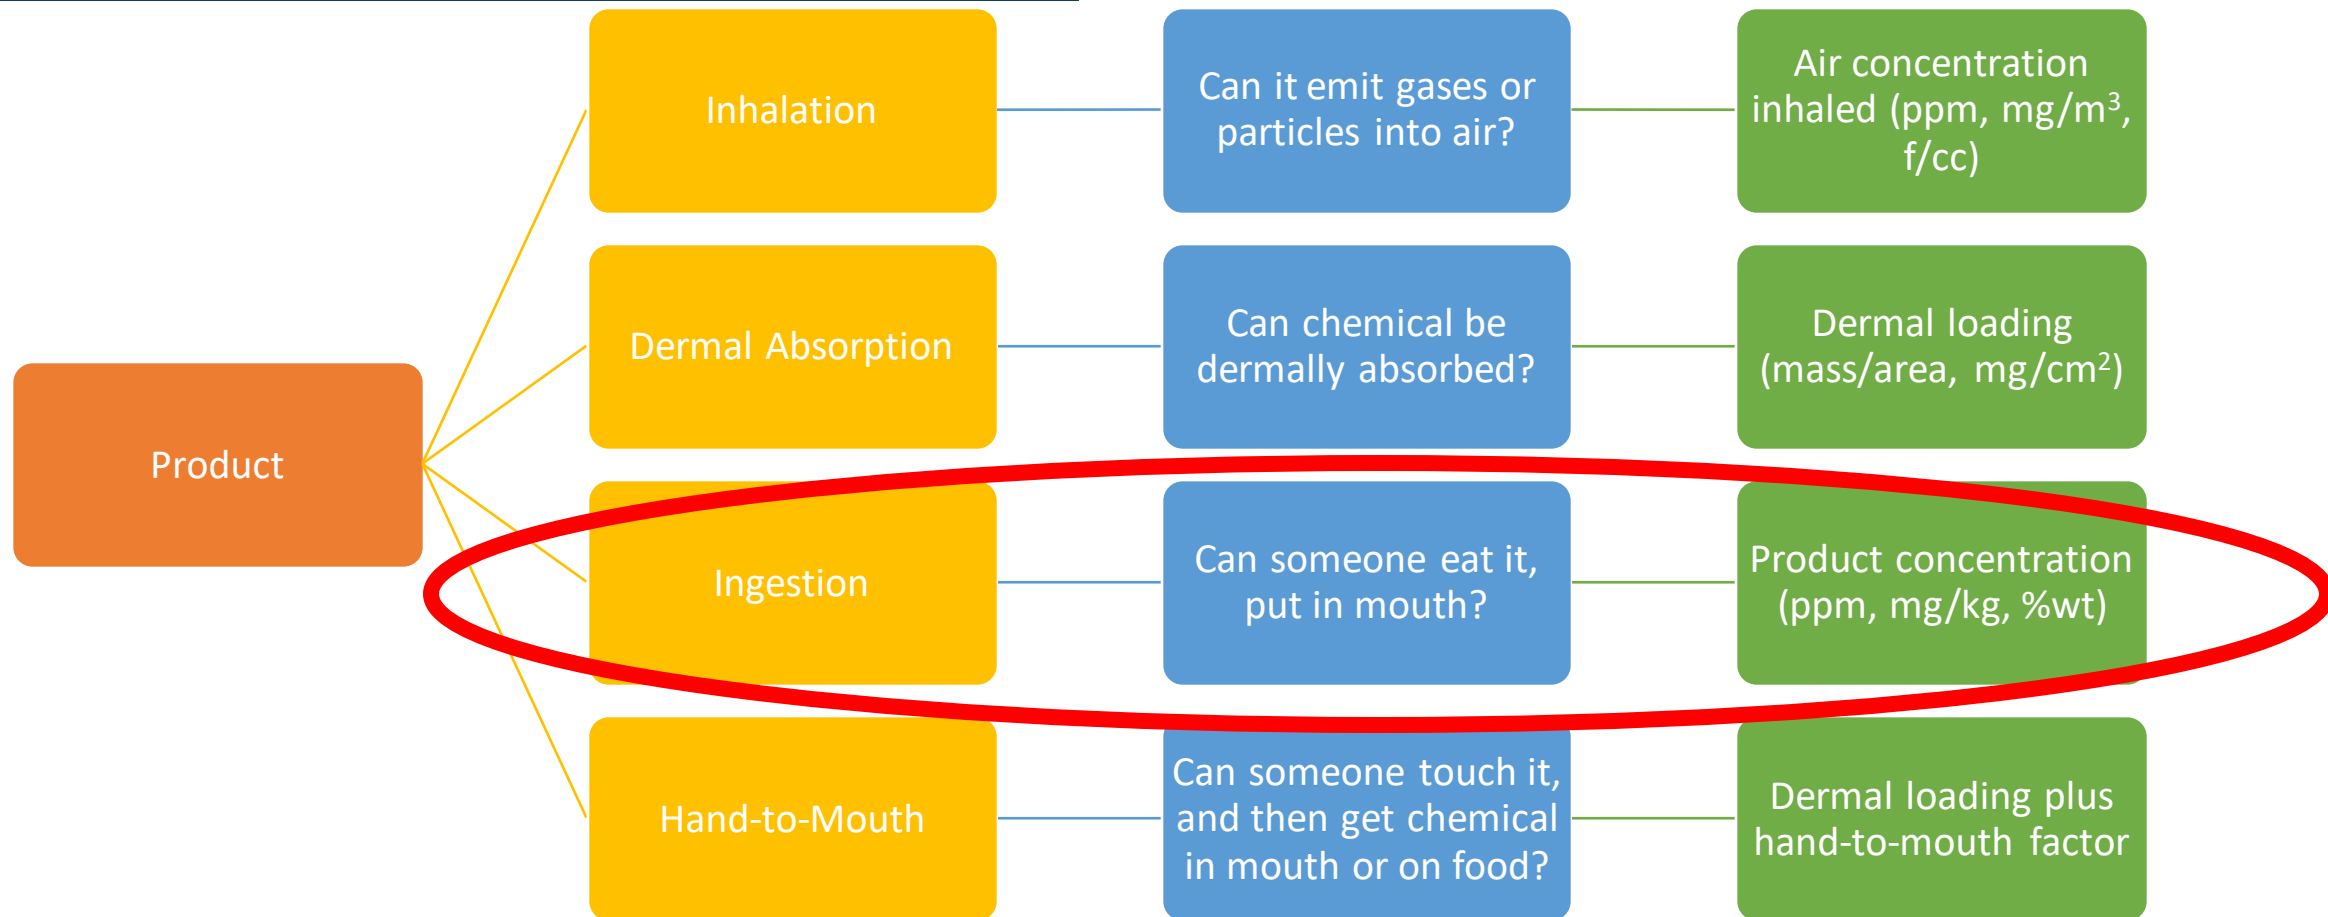 Product
Inhalation
Can it emit gases or
particles into air?
Air concentration
inhaled (ppm, mg/m³,
f/cc)
Dermal Absorption
Can chemical be
dermally absorbed?
Dermal loading
(mass/area, mg/cm²)
Ingestion
Can someone eat it,
put in mouth?
Product concentration
(ppm, mg/kg, %wt)
Hand-to-Mouth
Can someone touch it,
and then get chemical
in mouth or on food?
Dermal loading plus
hand-to-mouth factor